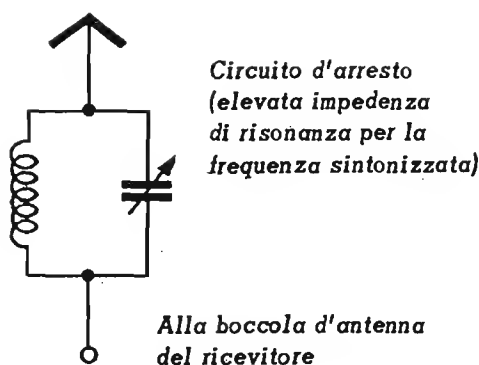 Circuito d'arresto
(elevata impedenza
di risonanza per la
frequenza sintonizzata)
Alla boccola d'antenna
del ricevitore